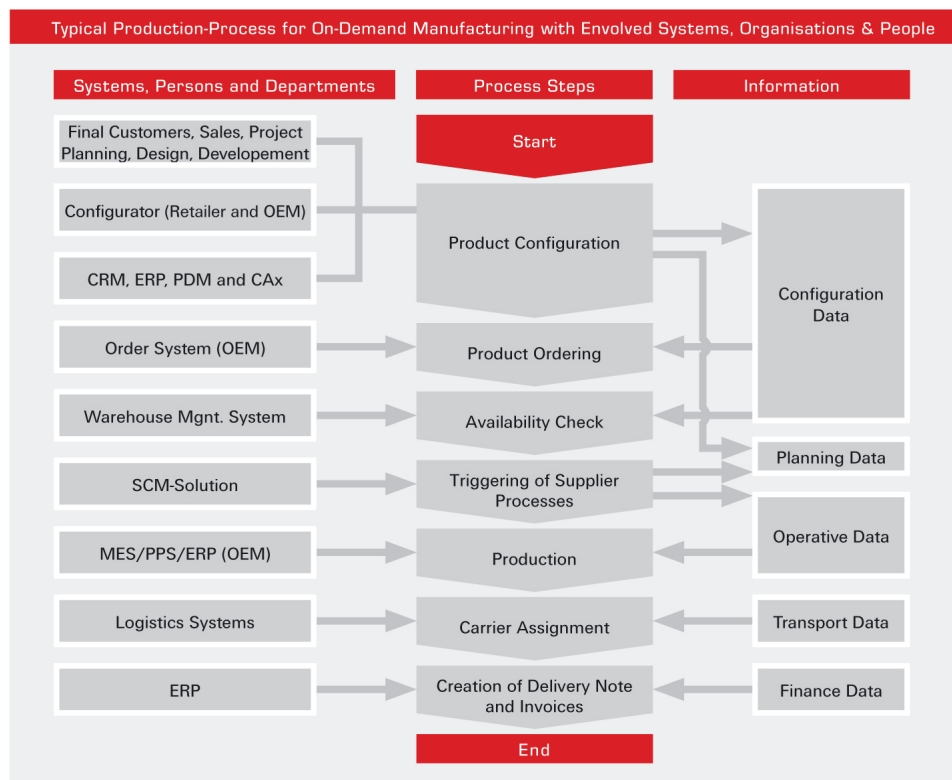 Typical Production-Process for On-Demand Manufacturing with Envolved Systems, Organisations & People
Systems, Persons and Departments
Process Steps
Information
Final Customers, Sales, Project
Planning, Design, Developement
Start
Configurator (Retailer and OEM)
Product Configuration
CRM, ERP, PDM and CAx
Configuration
Data
Order System (OEM)
Product Ordering
Warehouse Mgnt. System
Availability Check
Planning Data
SCM-Solution
Triggering of Supplier
Processes
Operative Data
MES/PPS/ERP (OEM)
Production
Logistics Systems
Carrier Assignment
Transport Data
ERP
Creation of Delivery Note
and Invoices
Finance Data
End